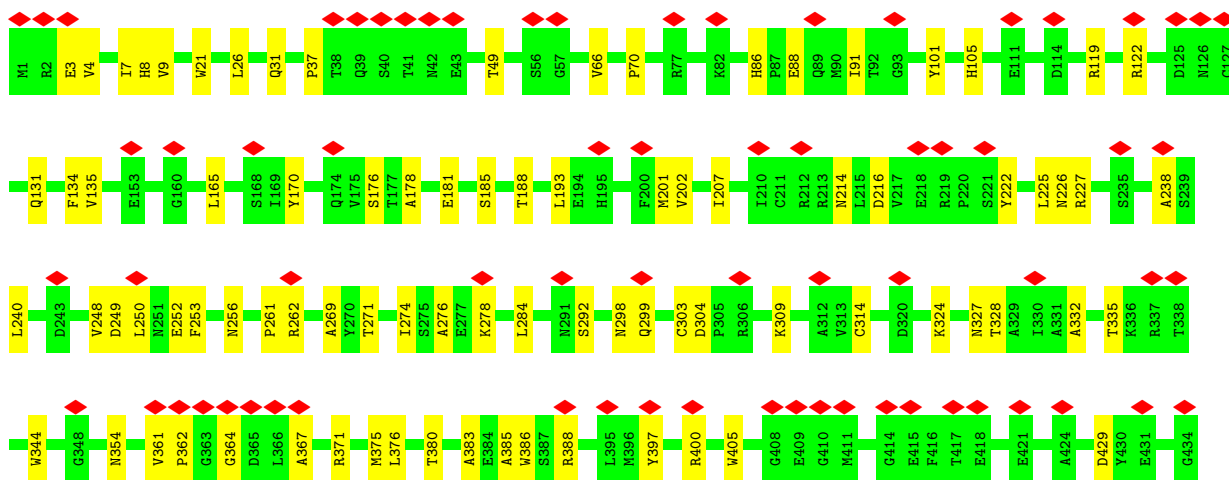 M1 R2 E3 V4 I7 H8 V9 W21 L26 Q31 P37 T38 Q39 S40 T41 N42 E43 T49 S56 G57 V66 P70 R77 K82 H86 P87 E88 Q89 M90 I91 T92 G93 Y101 H105 E111 D114 R119 R122 D125 N126 G127
Q131 F134 V135 E153 G160 L165 S168 I169 Y170 Q174 V175 S176 T177 A178 E181 S185 T188 L193 E194 H195 F200 M201 V202 I207 I210 C211 R212 R213 N214 L215 D216 V217 E218 R219 P220 S221 Y222 L225 N226 R227 S235 A238 S239
L240 D243 V248 D249 L250 N251 E252 F253 N256 P261 R262 A269 Y270 T271 I274 S275 A276 E277 K278 L284 N291 S292 N298 Q299 C303 D304 P305 R306 K309 A312 V313 C314 D320 K324 N327 T328 A329 I330 A331 A332 T335 K336 R337 T338
W344 G348 N354 V361 P362 G363 G364 D365 L366 A367 R371 M375 L376 T380 A383 E384 A385 W386 S387 R388 L395 M396 Y397 R400 W405 G408 E409 G410 M411 G414 E415 F416 T417 E418 E421 A424 D429 Y430 E431 G434